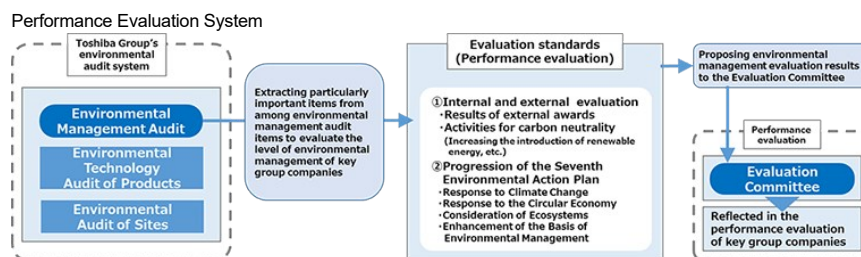 Performance Evaluation System
Toshiba Group's
environmental
audit system
Environmental
Management Audit
Environmental
Technology
Audit of Products
Environmental
Audit of Sites
Extracting particularly
important items from
among environmental
management audit
items to evaluate the
level of environmental
management of key
group companies
Evaluation standards
(Performance evaluation)
①Internal and external evaluation
・Results of external awards
・Activities for carbon neutrality
(Increasing the introduction of renewable
energy, etc.)
②Progression of the Seventh
Environmental Action Plan
・Response to Climate Change
・Response to the Circular Economy
・Consideration of Ecosystems
・Enhancement of the Basis of
Environmental Management
Proposing environmental
management evaluation results
to the Evaluation Committee
Performance
evaluation
Evaluation
Committee
Reflected in the
performance evaluation
of key group companies